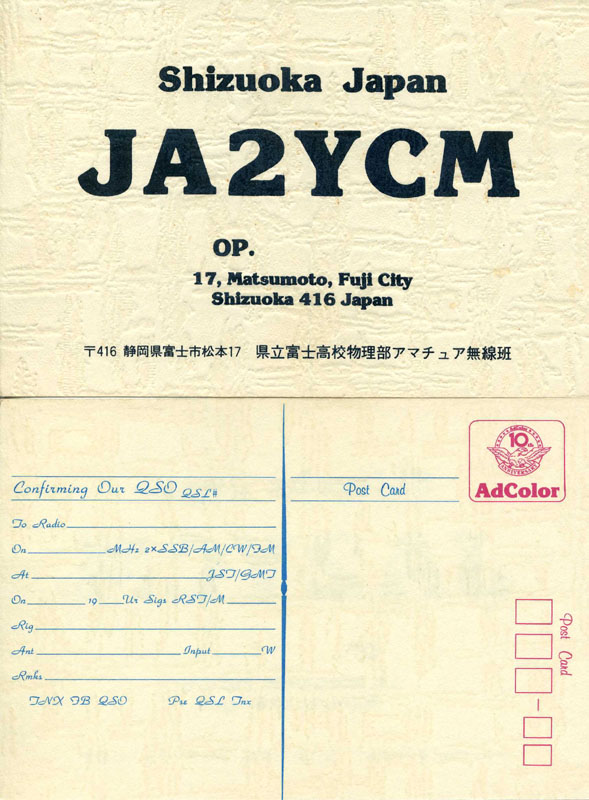 Shizuoka Japan
JA2YCM
OP.
17, Matsumoto, Fuji City
Shizuoka 416 Japan
〒416 静岡県富士市松本17 県立富士高校物理部アマチュア無線班
Confirming Our QSO QSL#
To Radio
On MHz 2×SSB/AM/CW/FM
At JST/GMT
On 19 Ur Sigs RST/M
Rig
Ant Input W
Rmks
TNX FB QSO Pse QSL Tnx
Post Card
AdColor
10th
ANNIVERSARY
AdColor
Post Card